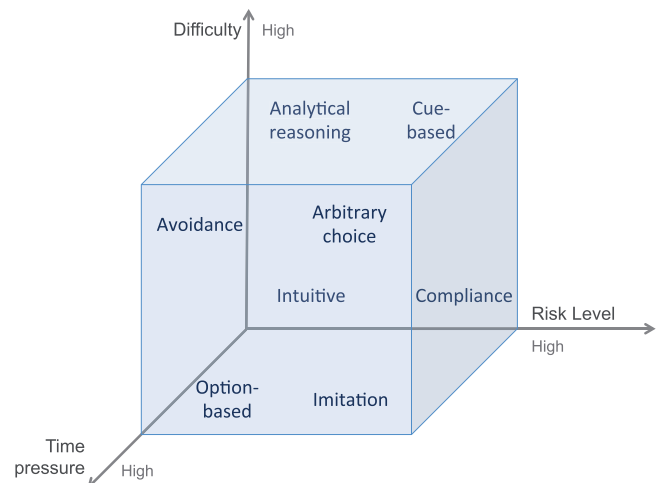 Difficulty
High
Analytical
reasoning
Cue-
based
Avoidance
Arbitrary
choice
Intuitive
Compliance
Risk Level
High
Option-
based
Imitation
Time
pressure
High